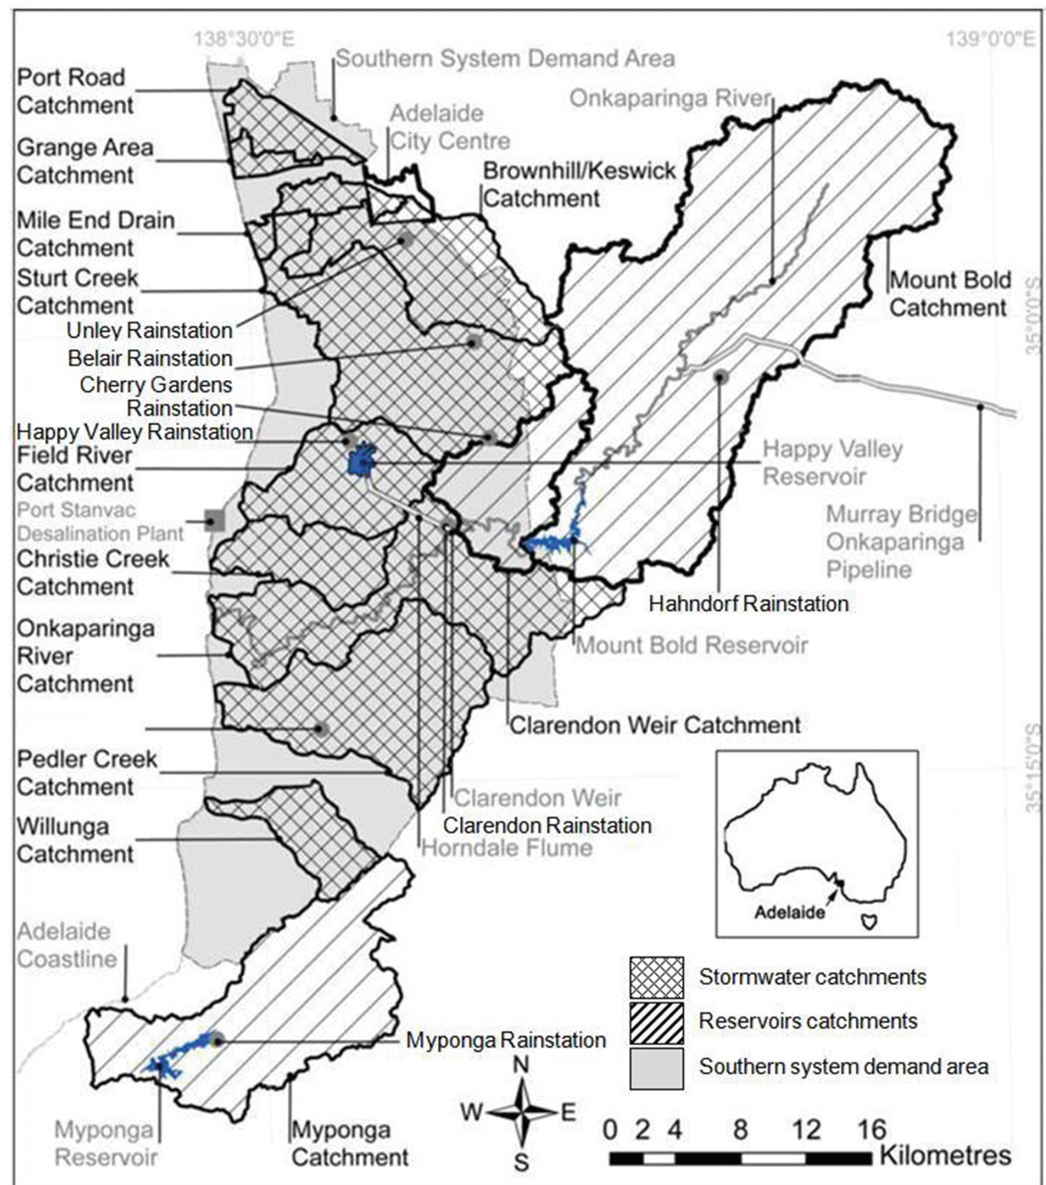 138°30'0"E
139°0'0"E
Port Road
Catchment
Southern System Demand Area
Onkaparinga River
Adelaide
City Centre
Grange Area
Catchment
Brownhill/Keswick
Catchment
Mile End Drain
Catchment
Sturt Creek
Catchment
Mount Bold
Catchment
35°0'0"S
Unley Rainstation
Belair Rainstation
Cherry Gardens
Rainstation
Happy Valley Rainstation
Field River
Catchment
Happy Valley
Reservoir
Port Stanvac
Desalination Plant
Murray Bridge
Onkaparinga
Pipeline
Christie Creek
Catchment
Hahndorf Rainstation
Onkaparinga
River
Catchment
Mount Bold Reservoir
Clarendon Weir Catchment
35°15'0"S
Pedler Creek
Catchment
Clarendon Weir
Clarendon Rainstation
Horndale Flume
Willunga
Catchment
Adelaide
Adelaide
Coastline
Stormwater catchments
Reservoirs catchments
Southern system demand area
Myponga Rainstation
N
W
E
S
Myponga
Reservoir
Myponga
Catchment
0 2 4 8 12 16
Kilometres